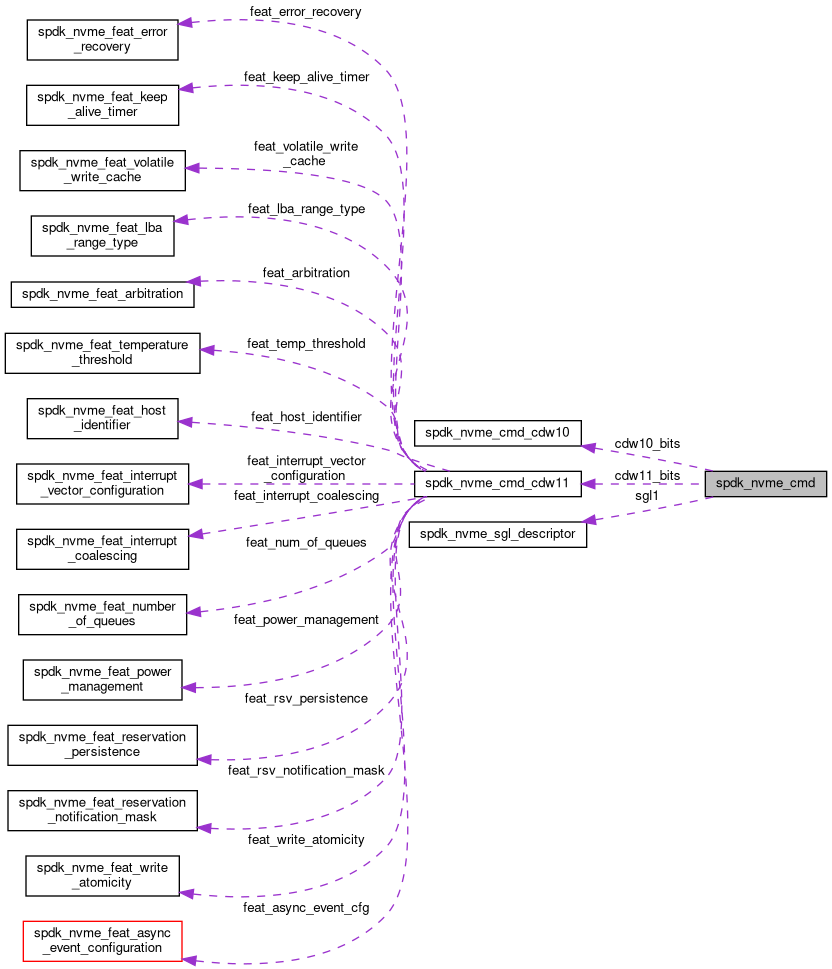 spdk_nvme_feat_error
_recovery
spdk_nvme_feat_keep
_alive_timer
spdk_nvme_feat_volatile
_write_cache
spdk_nvme_feat_lba
_range_type
spdk_nvme_feat_arbitration
spdk_nvme_feat_temperature
_threshold
spdk_nvme_feat_host
_identifier
spdk_nvme_feat_interrupt
_vector_configuration
spdk_nvme_feat_interrupt
_coalescing
spdk_nvme_feat_number
_of_queues
spdk_nvme_feat_power
_management
spdk_nvme_feat_reservation
_persistence
spdk_nvme_feat_reservation
_notification_mask
spdk_nvme_feat_write
_atomicity
spdk_nvme_feat_async
_event_configuration
feat_error_recovery
feat_keep_alive_timer
feat_volatile_write
_cache
feat_lba_range_type
feat_arbitration
feat_temp_threshold
feat_host_identifier
feat_interrupt_vector
_configuration
feat_interrupt_coalescing
feat_num_of_queues
feat_power_management
feat_rsv_persistence
feat_rsv_notification_mask
feat_write_atomicity
feat_async_event_cfg
spdk_nvme_cmd_cdw10
spdk_nvme_cmd_cdw11
spdk_nvme_sgl_descriptor
cdw10_bits
cdw11_bits
sgl1
spdk_nvme_cmd